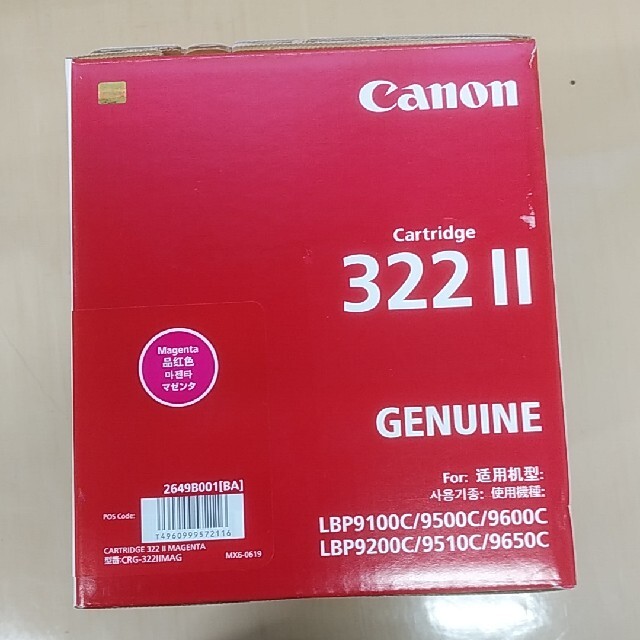 Canon
Cartridge
322 II
Magenta
品红色
마젠타
マゼンタ
GENUINE
2649B001[BA]
For: 适用机型:
사용기종: 使用機種:
POS Code:
T4960999572116
LBP9100C/9500C/9600C
LBP9200C/9510C/9650C
CARTRIDGE 322 II MAGENTA
型番:CRG-322IIMAG
MX6-0619